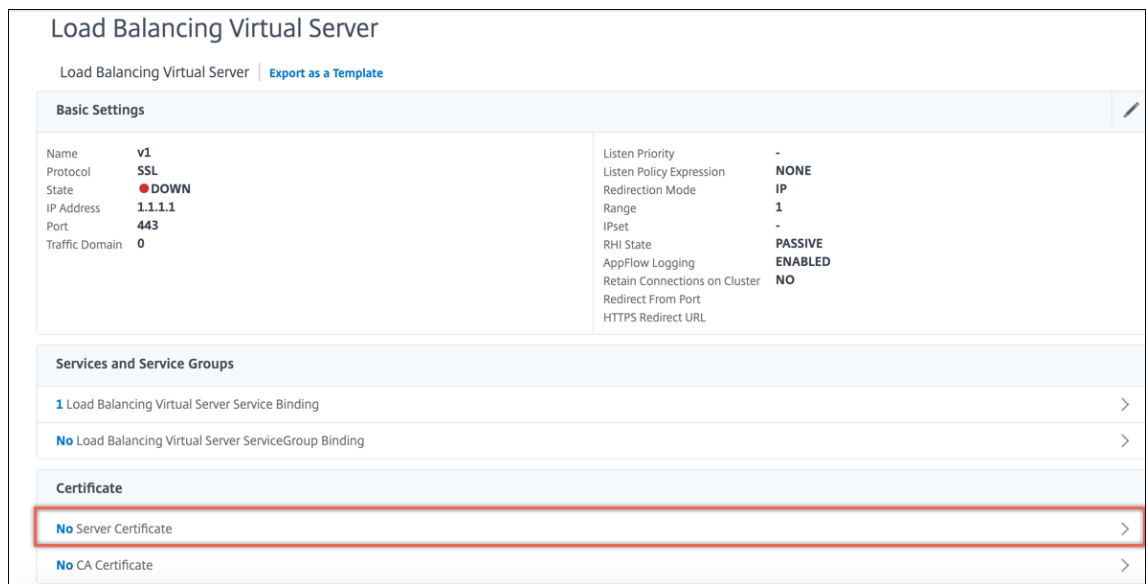 Load Balancing Virtual Server
Load Balancing Virtual Server | Export as a Template
Basic Settings
Name v1
Protocol SSL
State DOWN
IP Address 1.1.1.1
Port 443
Traffic Domain 0
Listen Priority -
Listen Policy Expression NONE
Redirection Mode IP
Range 1
IPset -
RHI State PASSIVE
AppFlow Logging ENABLED
Retain Connections on Cluster NO
Redirect From Port
HTTPS Redirect URL
Services and Service Groups
1 Load Balancing Virtual Server Service Binding
No Load Balancing Virtual Server ServiceGroup Binding
Certificate
No Server Certificate
No CA Certificate